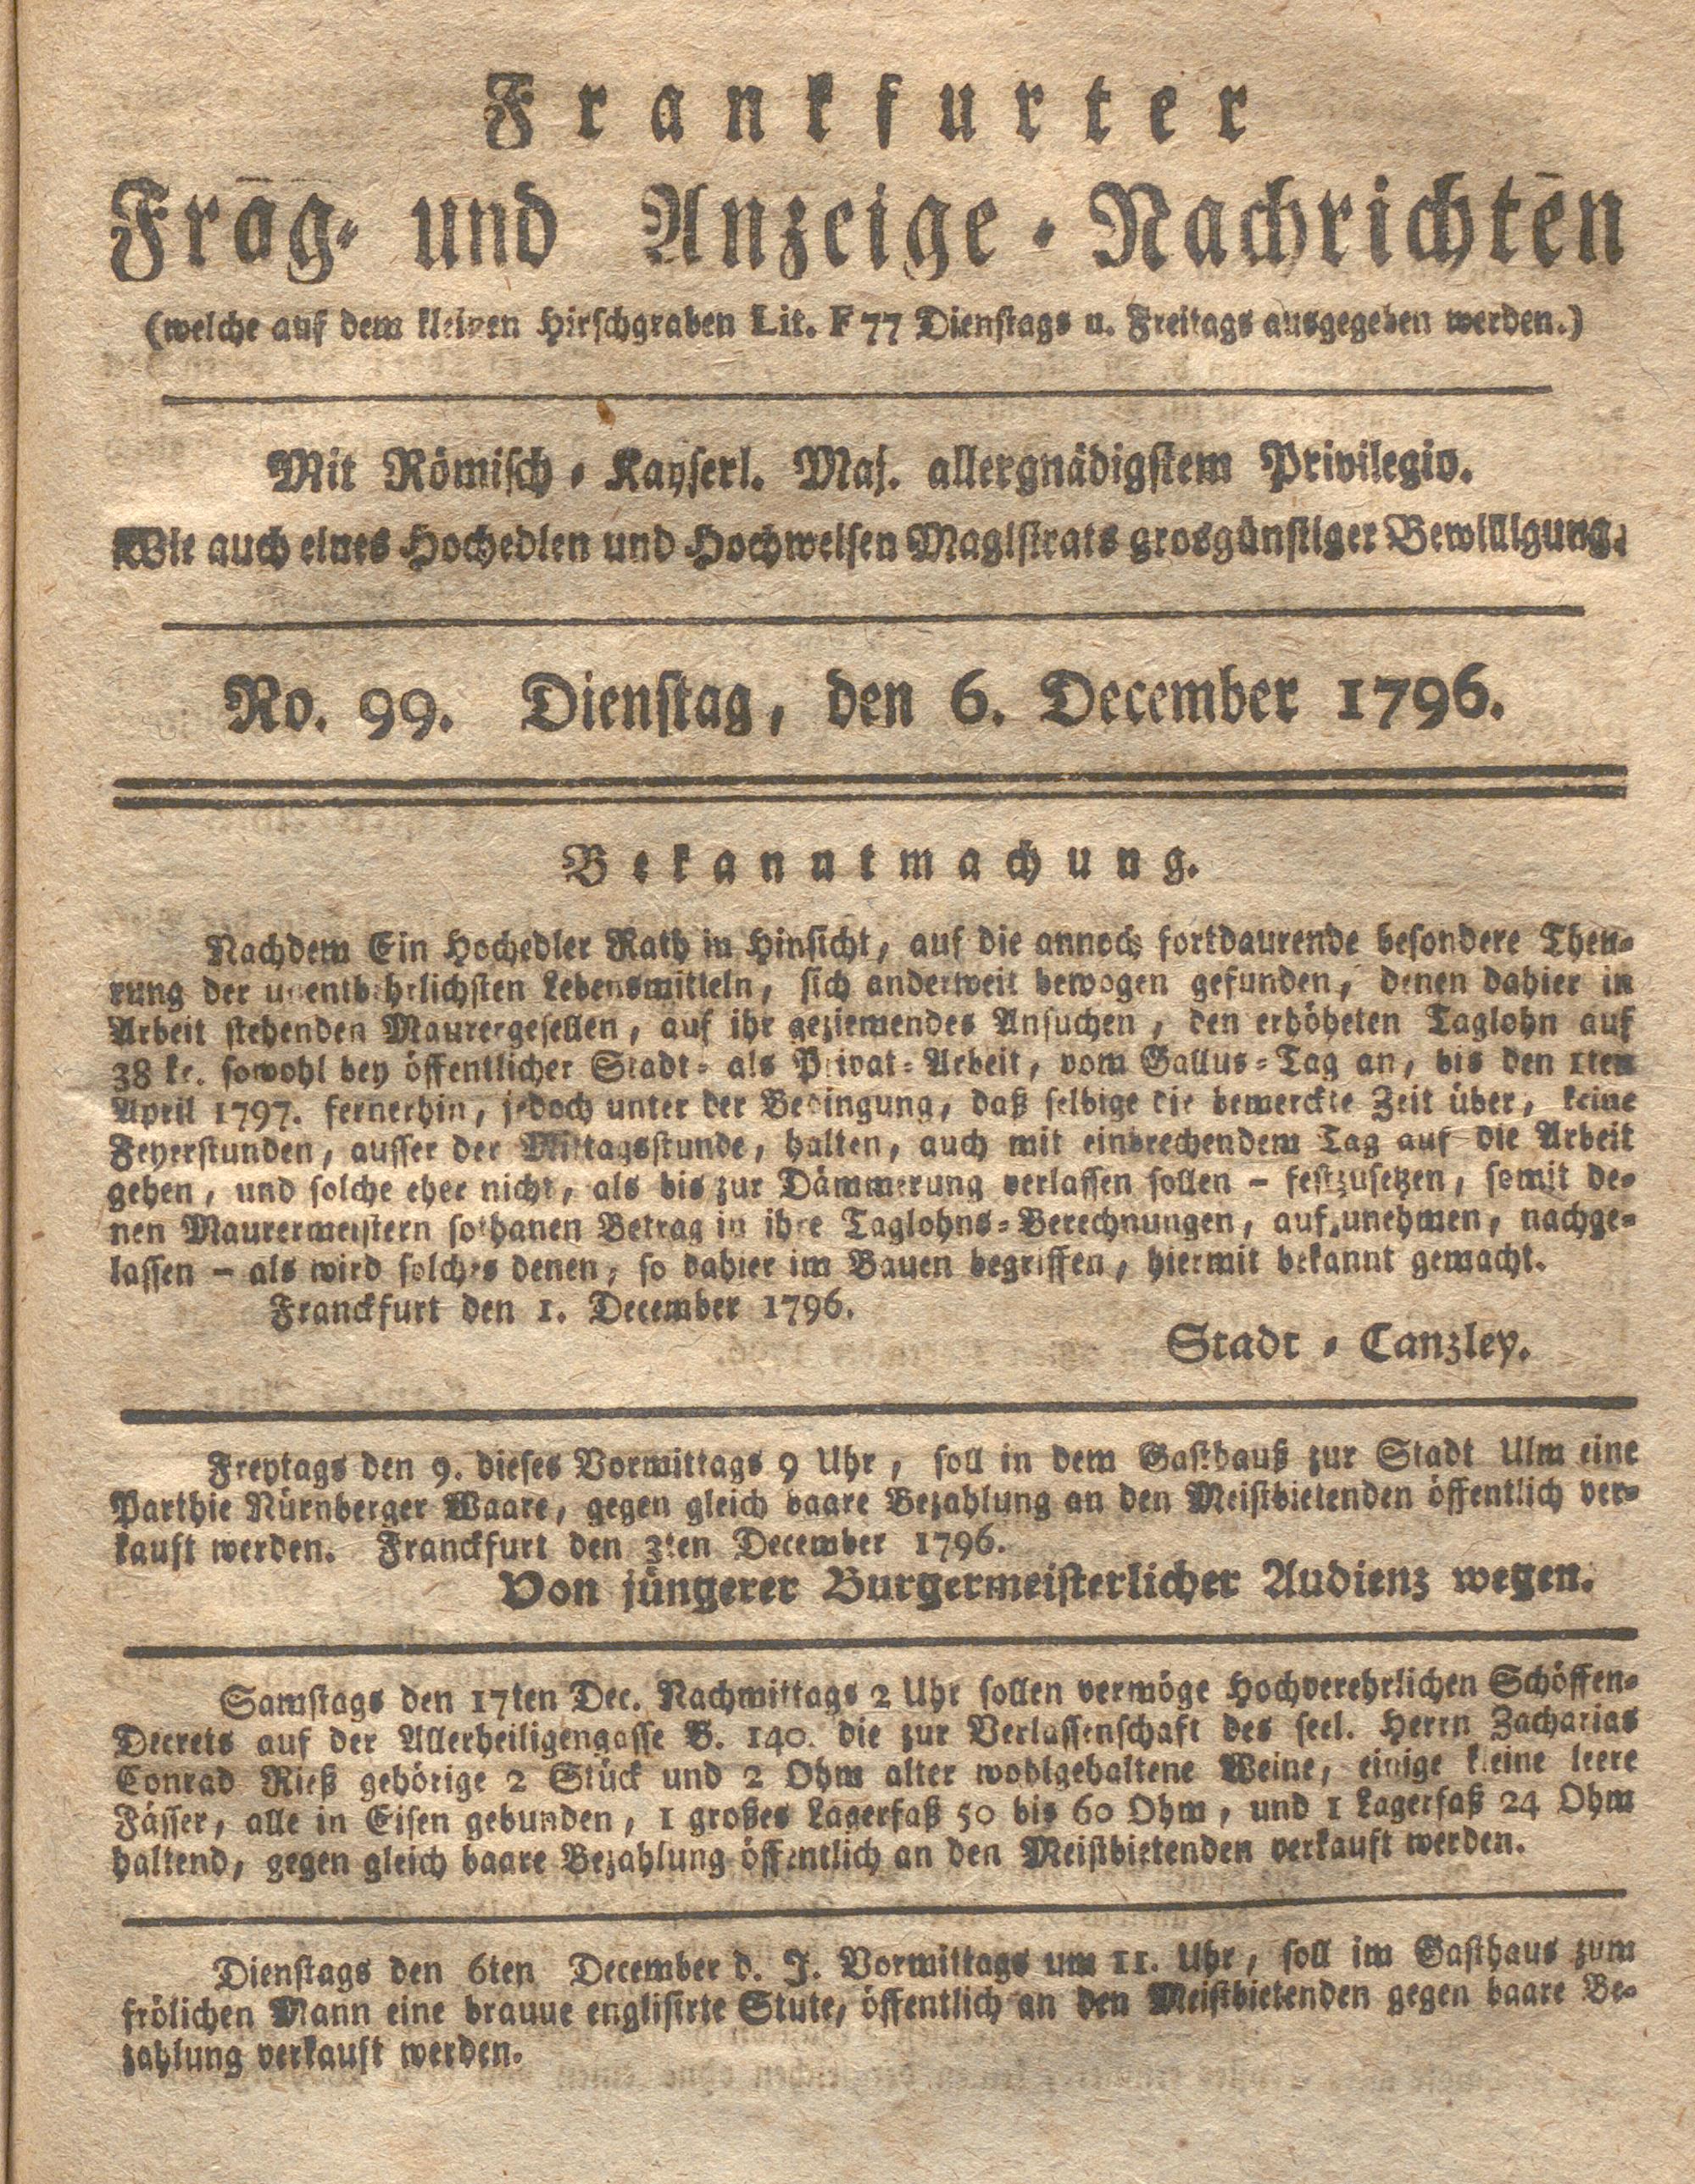 Frankfurter
Frag- und Anzeige-Nachrichten
(welche auf dem kleinen Hirschgraben Lit. F 77 Dienstags u. Freitags ausgegeben werden.)
Mit Römisch-Kayserl. Maj. allergnädigstem Privilegio.
Wie auch eines Hochedlen und Hochweisen Magistrats grosgünstiger Bewilligung.
No. 99. Dienstag, den 6. December 1796.
Bekanntmachung.
Nachdem Ein Hochedler Rath in Hinsicht, auf die annoch fortdaurende besondere Theu-
rung der unentbehrlichsten Lebensmitteln, sich anderweit bewogen gefunden, denen dahier in
Arbeit stehenden Maurergesellen, auf ihr geziemendes Ansuchen, den erhöheten Taglohn auf
38 kr. sowohl bey öffentlicher Stadt- als Privat-Arbeit, vom Gallus-Tag an, bis den 1ten
April 1797. fernerhin, jedoch unter der Bedingung, daß selbige die bemerckte Zeit über, keine
Feyerstunden, ausser der Mittagsstunde, halten, auch mit einbrechendem Tag auf die Arbeit
gehen, und solche eher nicht, als bis zur Dämmerung verlassen sollen – festzusetzen, somit de-
nen Maurermeistern sothanen Betrag in ihre Taglohns-Berechnungen, aufzunehmen, nachge-
lassen – als wird solches denen, so dahier im Bauen begriffen, hiermit bekannt gemacht.
Franckfurt den 1. December 1796.
Stadt-Canzley.
Freytags den 9. dieses Vormittags 9 Uhr, soll in dem Gasthauß zur Stadt Ulm eine
Parthie Nürnberger Waare, gegen gleich baare Bezahlung an den Meistbietenden öffentlich ver-
kauft werden. Franckfurt den 3ten December 1796.
Von jüngerer Burgermeisterlicher Audienz wegen.
Samstags den 17ten Dec. Nachmittags 2 Uhr sollen vermöge Hochverehrlichen Schöffen-
Decrets auf der Allerheiligengasse B. 140. die zur Verlassenschaft des seel. Herrn Zacharias
Conrad Rieß gehörige 2 Stück und 2 Ohm alter wohlgehaltene Weine, einige kleine leere
Fässer, alle in Eisen gebunden, 1 großes Lagerfaß 50 bis 60 Ohm, und 1 Lagerfaß 24 Ohm
haltend, gegen gleich baare Bezahlung öffentlich an den Meistbietenden verkauft werden.
Dienstags den 6ten December d. J. Vormittags um 11. Uhr, soll im Gasthaus zum
frölichen Mann eine braune englisirte Stute, öffentlich an den Meistbietenden gegen baare Be-
zahlung verkauft werden.